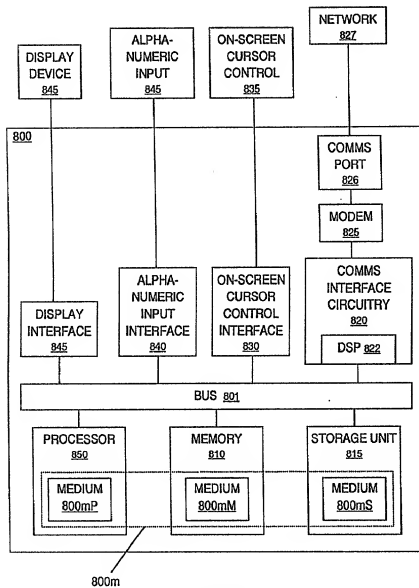 NETWORK
827
DISPLAY
DEVICE
845
ALPHA-
NUMERIC
INPUT
845
ON-SCREEN
CURSOR
CONTROL
835
800
COMMS
PORT
826
MODEM
825
DISPLAY
INTERFACE
845
ALPHA-
NUMERIC
INPUT
INTERFACE
840
ON-SCREEN
CURSOR
CONTROL
INTERFACE
830
COMMS
INTERFACE
CIRCUITRY
820
DSP 822
BUS 801
PROCESSOR
850
MEMORY
810
STORAGE UNIT
815
MEDIUM
800mP
MEDIUM
800mM
MEDIUM
800mS
800m